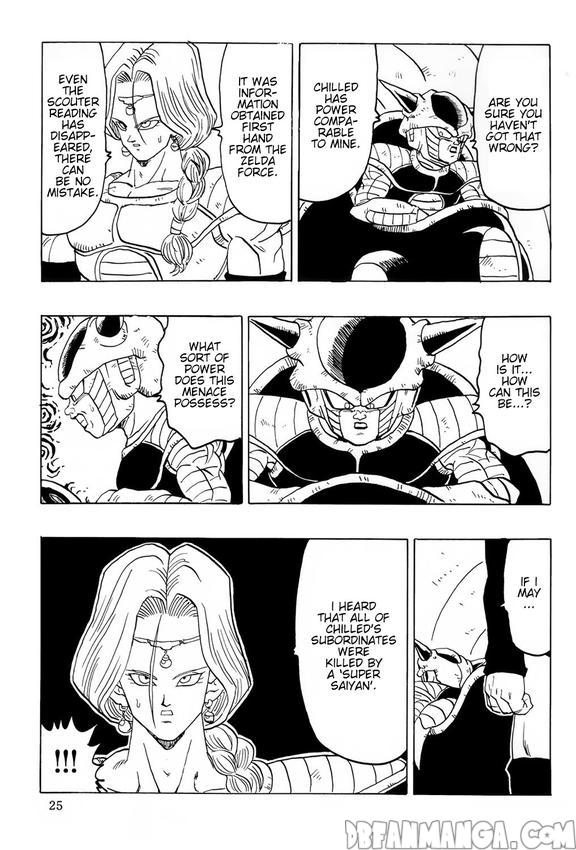 ARE YOU
SURE YOU
HAVEN'T
GOT THAT
WRONG?
CHILLED
HAS
POWER
COMPA-
RABLE
TO MINE.
IT WAS
INFOR-
MATION
OBTAINED
FIRST
HAND
FROM THE
ZELDA
FORCE.
EVEN
THE
SCOUTER
READING
HAS
DISAPP-
EARED,
THERE
CAN BE
NO
MISTAKE.
HOW
IS IT...
HOW
CAN THIS
BE...?
WHAT
SORT OF
POWER
DOES THIS
MENACE
POSSESS?
IF I
MAY
...
I HEARD
THAT ALL OF
CHILLED'S
SUBORDINATES
WERE
KILLED BY
A 'SUPER
SAIYAN'.
!!!
25
DBFANMANGA.COM